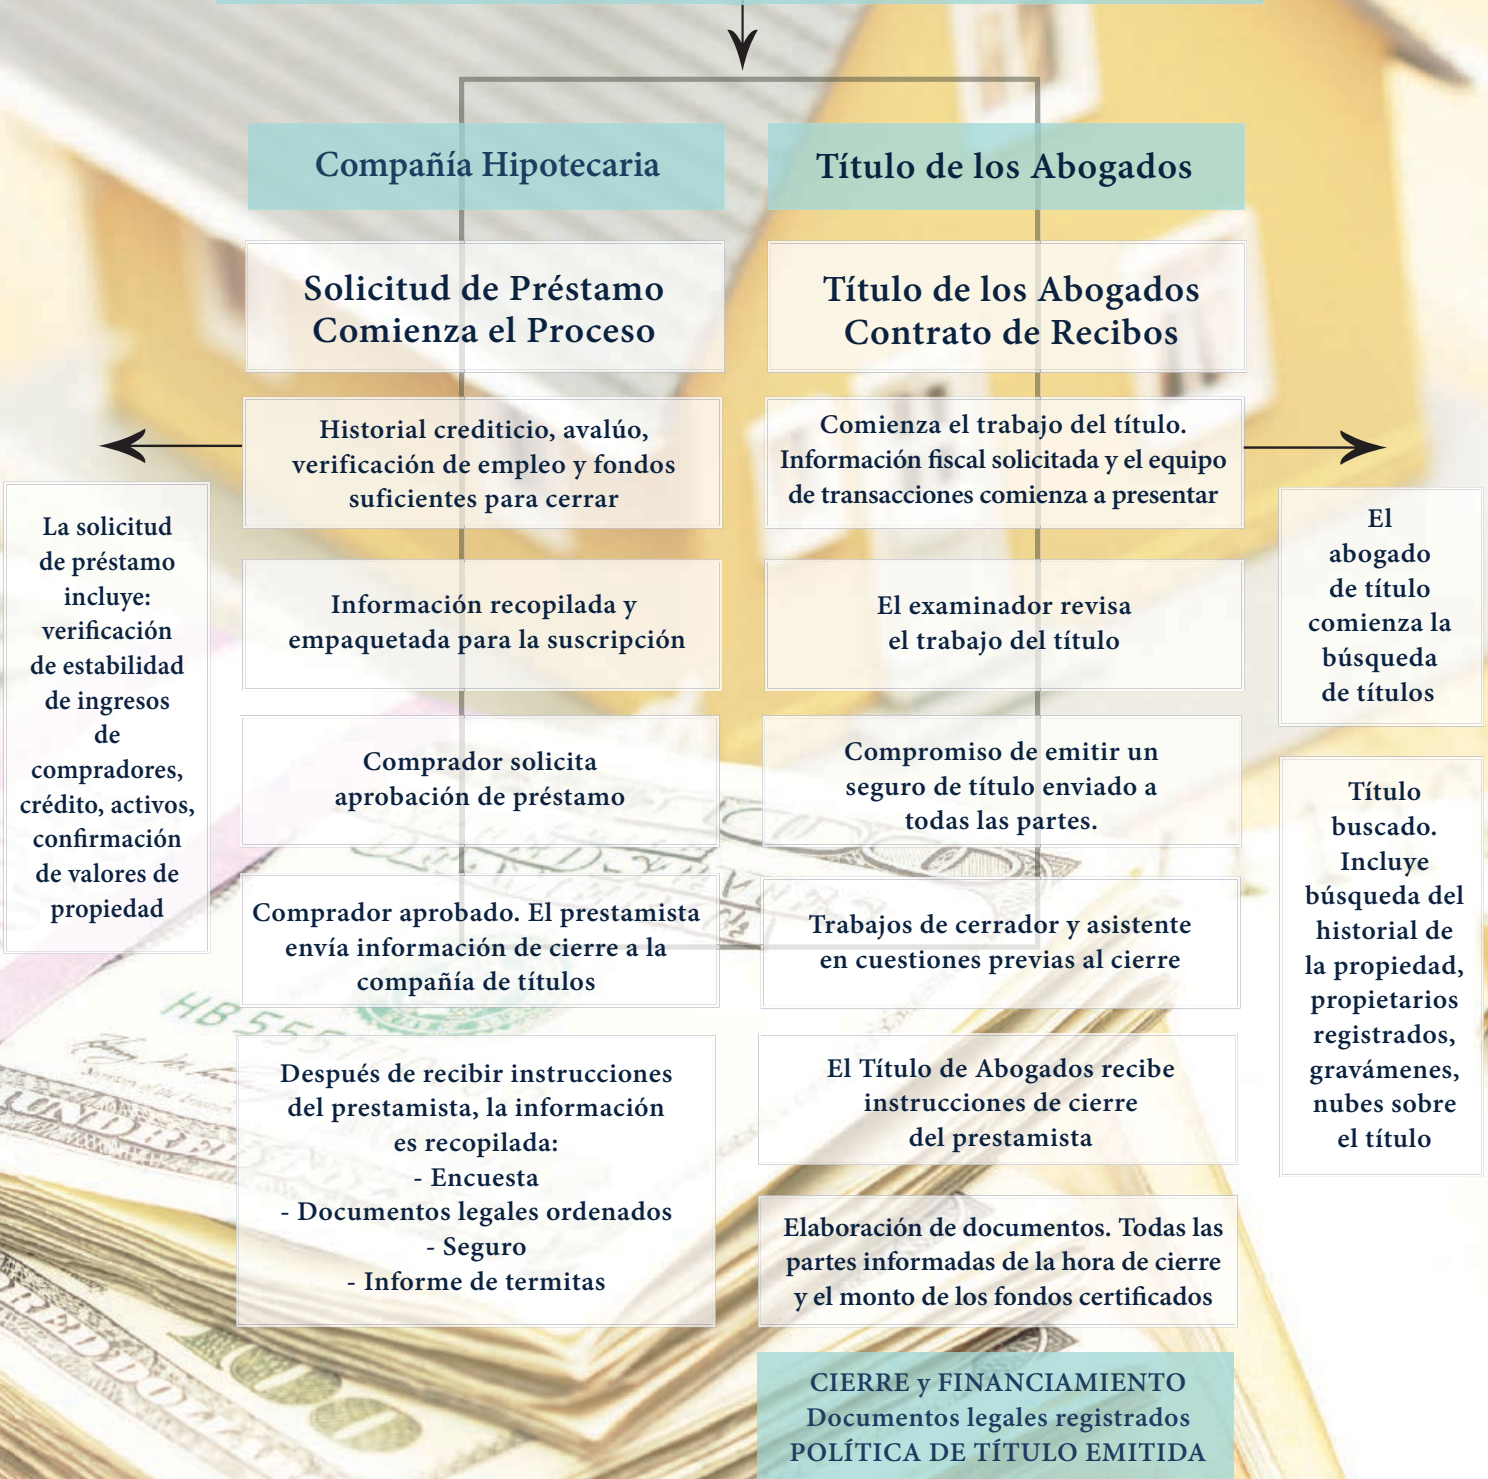 Compañía Hipotecaria
Solicitud de Préstamo
Comienza el Proceso
Historial crediticio, avalúo,
verificación de empleo y fondos
suficientes para cerrar
La solicitud
de préstamo
incluye:
verificación
de estabilidad
de ingresos
de
compradores,
crédito, activos,
confirmación
de valores de
propiedad
Información recopilada y
empaquetada para la suscripción
Comprador solicita
aprobación de préstamo
Comprador aprobado. El prestamista
envía información de cierre a la
compañía de títulos
Después de recibir instrucciones
del prestamista, la información
es recopilada:
- Encuesta
- Documentos legales ordenados
- Seguro
- Informe de termitas
Título de los Abogados
Título de los Abogados
Contrato de Recibos
Comienza el trabajo del título.
Información fiscal solicitada y el equipo
de transacciones comienza a presentar
El
abogado
de título
comienza la
búsqueda
de títulos
Título
buscado.
Incluye
búsqueda del
historial de
la propiedad,
propietarios
registrados,
gravámenes,
nubes sobre
el título
El examinador revisa
el trabajo del título
Compromiso de emitir un
seguro de título enviado a
todas las partes.
Trabajos de cerrador y asistente
en cuestiones previas al cierre
El Título de Abogados recibe
instrucciones de cierre
del prestamista
Elaboración de documentos. Todas las
partes informadas de la hora de cierre
y el monto de los fondos certificados
CIERRE y FINANCIAMIENTO
Documentos legales registrados
POLÍTICA DE TÍTULO EMITIDA